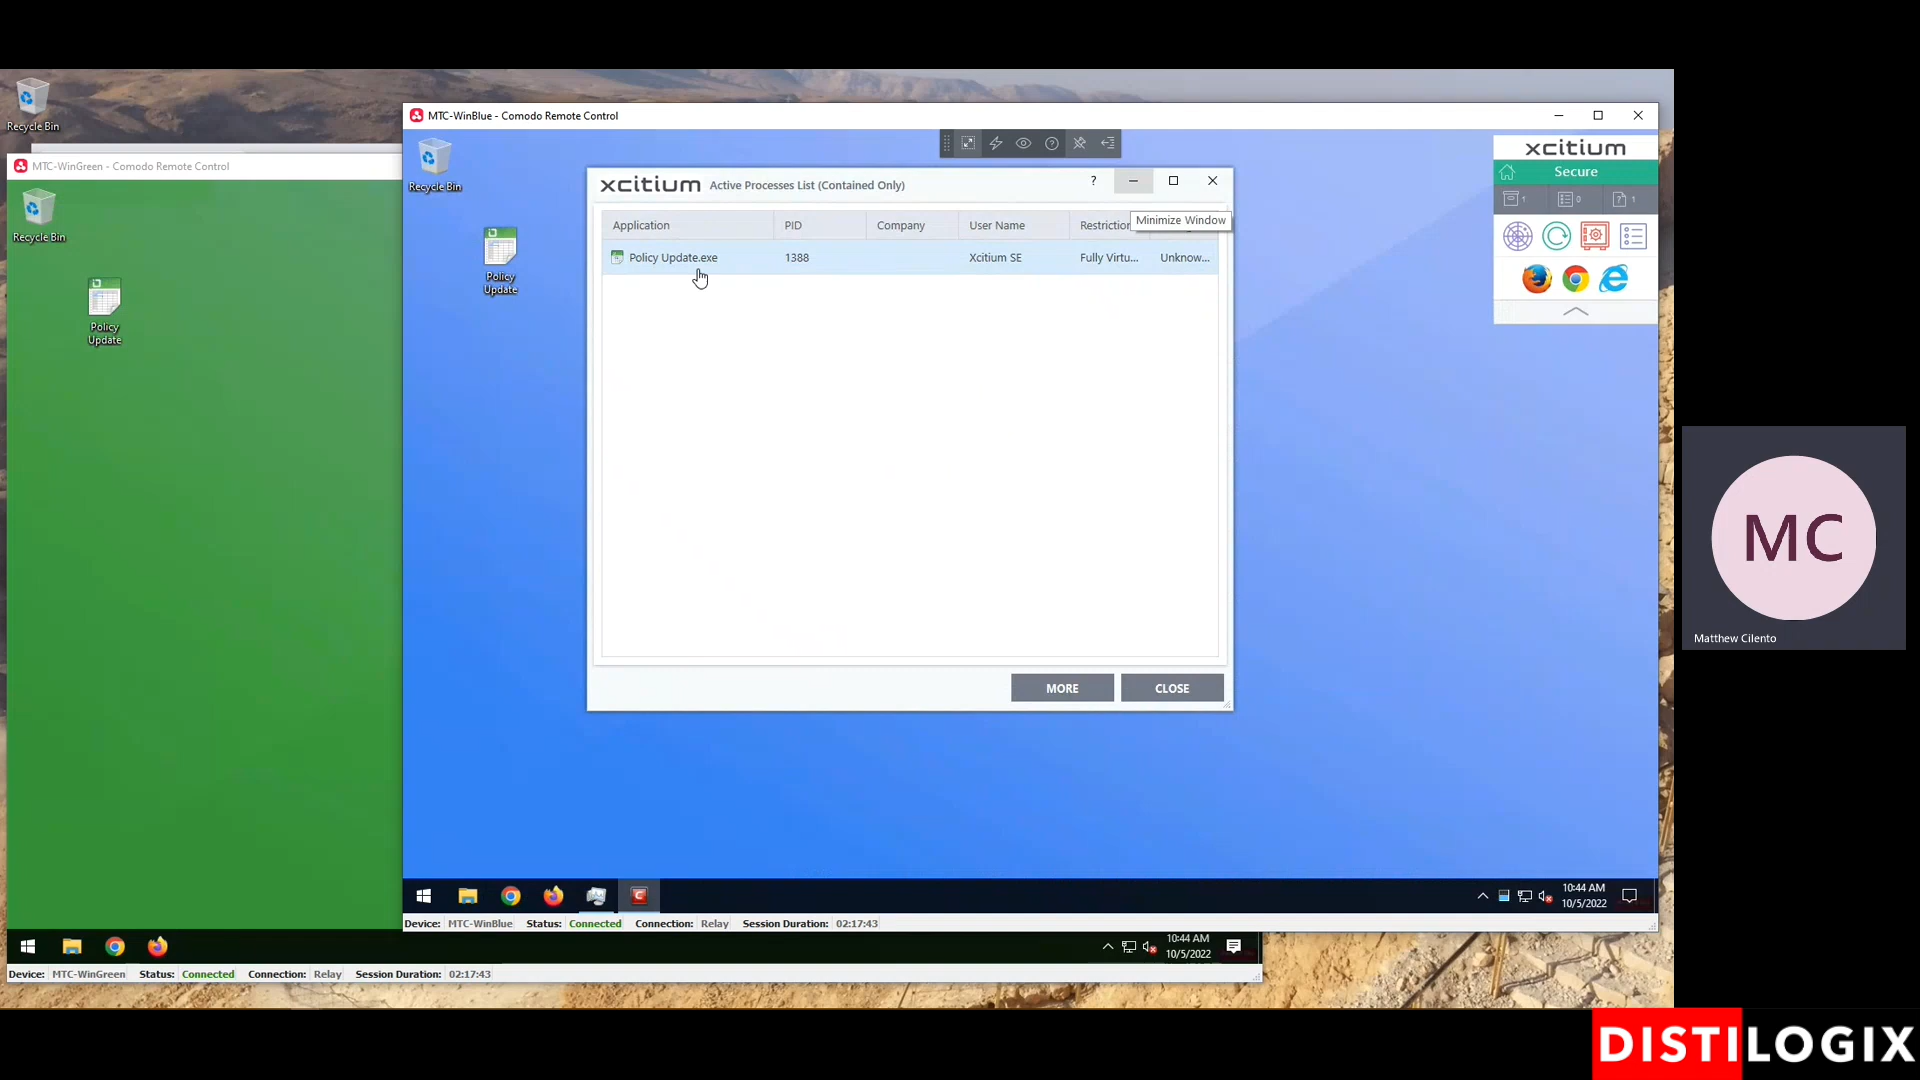 Recycle Bin
MTC-WinBlue - Comodo Remote Control
MTC-WinGreen - Comodo Remote Control
Recycle Bin
Policy
Update
Recycle Bin
Policy
Update
xcitium Active Processes List (Contained Only)
?
Minimize Window
Application PID Company User Name Restriction
Policy Update.exe 1388 Xcitium SE Fully Virtu... Unknow...
MORE CLOSE
xcitium
Secure
1 0 1
MC
Matthew Cilento
10:44 AM
10/5/2022
Device: MTC-WinBlue Status: Connected Connection: Relay Session Duration: 02:17:43
10:44 AM
10/5/2022
Device: MTC-WinGreen Status: Connected Connection: Relay Session Duration: 02:17:43
DISTILOGIX